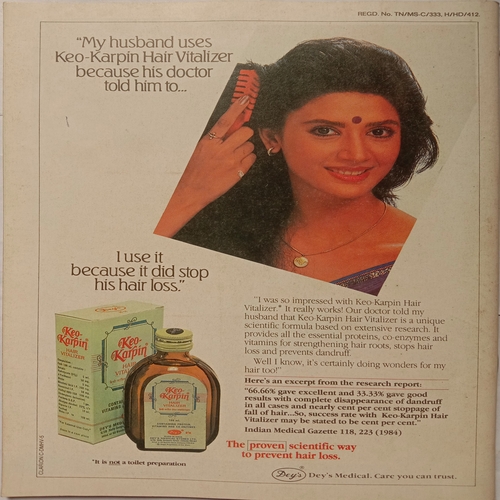 REGD. No. TN/MS-C/333, H/HD/412.
"My husband uses
Keo-Karpin Hair Vitalizer
because his doctor
told him to...
I use it
because it did stop
his hair loss."
"I was so impressed with Keo-Karpin Hair
Vitalizer." It really works! Our doctor told my
husband that Keo-Karpin Hair Vitalizer is a unique
scientific formula based on extensive research. It
provides all the essential proteins, co-enzymes and
vitamins for strengthening hair roots, stops hair
loss and prevents dandruff.
Well I know, it's certainly doing wonders for my
hair too!"
Here's an excerpt from the research report:
"66.66% gave excellent and 33.33% gave good
results with complete disappearance of dandruff
in all cases and nearly cent per cent stoppage of
fall of hair...So, success rate with Keo-Karpin Hair
Vitalizer may be stated to be cent per cent."
Indian Medical Gazette 118, 223 (1984)
The proven scientific way
to prevent hair loss.
Dey's® Dey's Medical. Care you can trust.
Keo-
Karpin
HAIR
VITALIZER
Keo-
Karpin
HAIR
VITALIZER
*It is not a toilet preparation